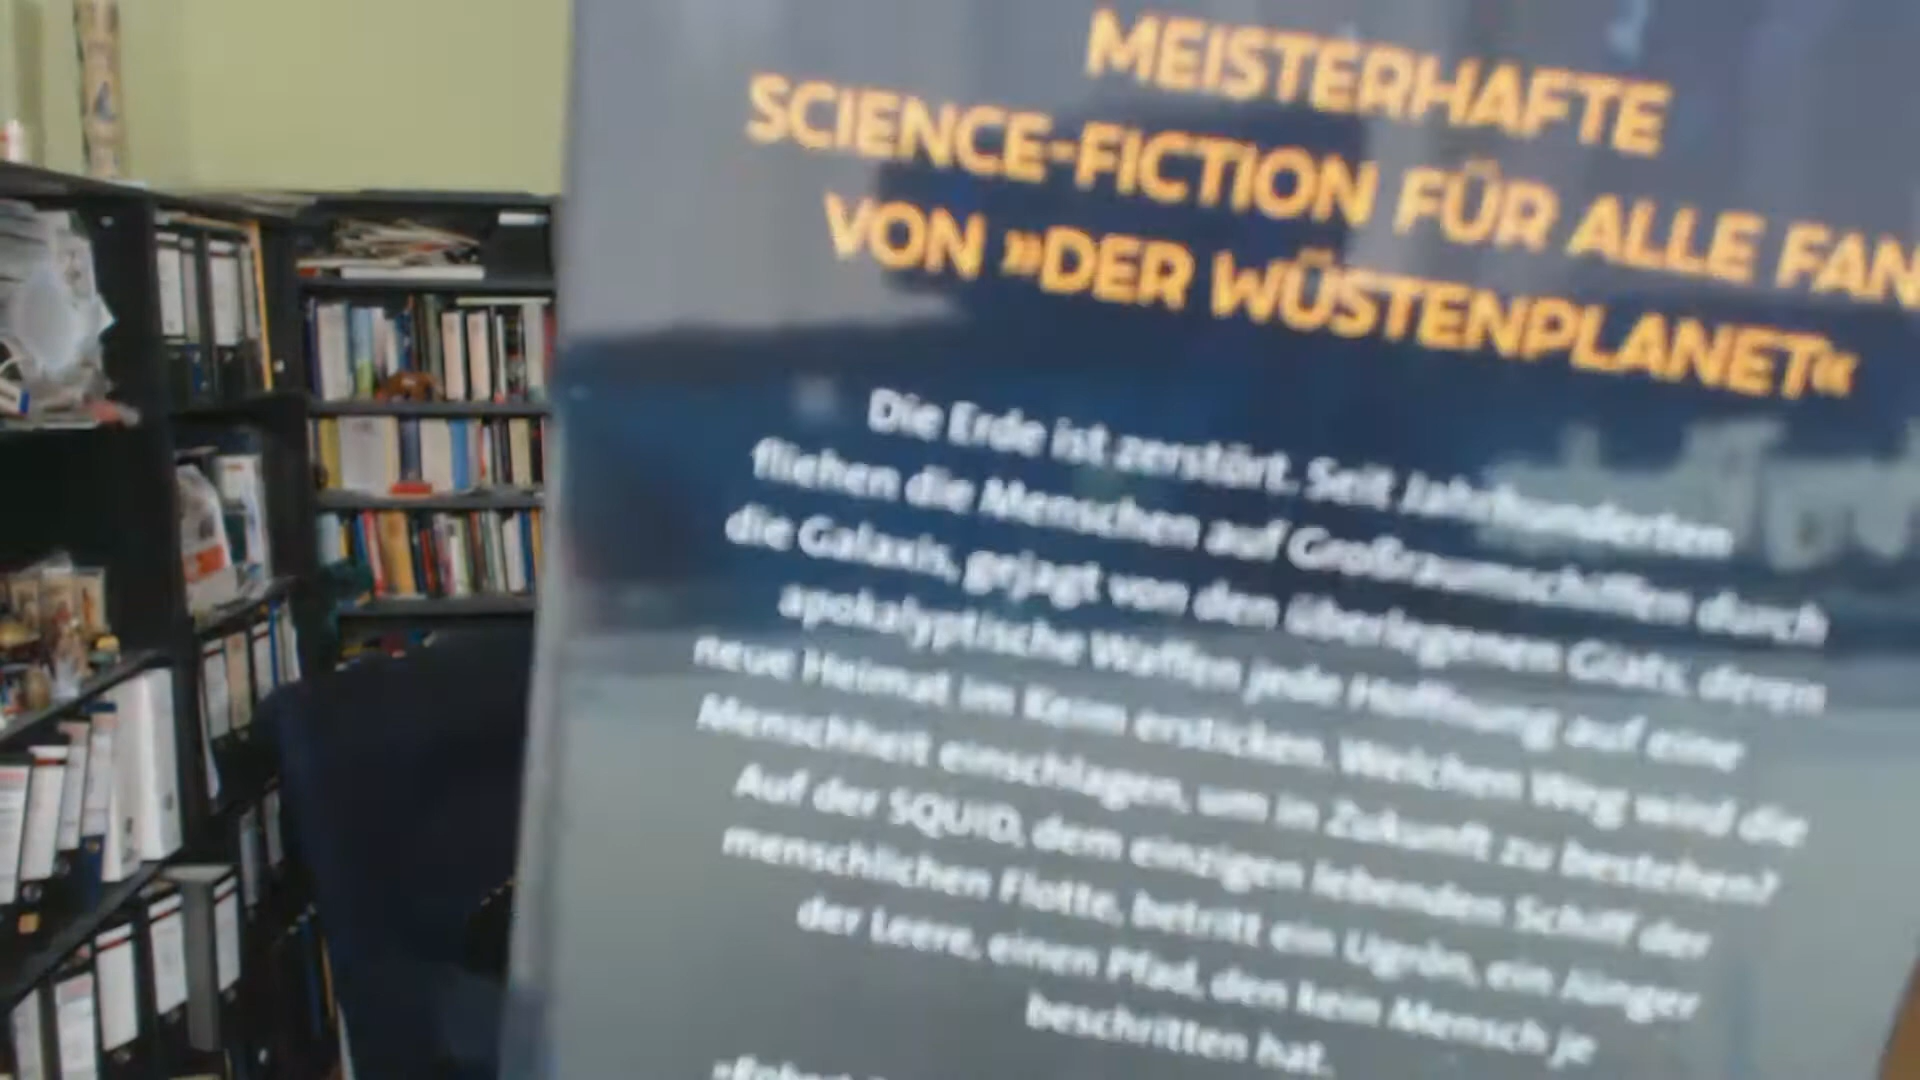 MEISTERHAFTE
SCIENCE-FICTION FÜR ALLE FAN
VON »DER WÜSTENPLANET«
Die Erde ist zerstört. Seit Jahrhunderten
fliehen die Menschen auf Großraumschiffen durch
die Galaxis, gejagt von den überlegenen Giats, deren
apokalyptische Waffen jede Hoffnung auf eine
neue Heimat im Keim ersticken. Welchen Weg wird die
Menschheit einschlagen, um in Zukunft zu bestehen?
Auf der SQUID, dem einzigen lebenden Schiff der
menschlichen Flotte, betritt ein Ugrön, ein Jünger
der Leere, einen Pfad, den kein Mensch je
beschritten hat.